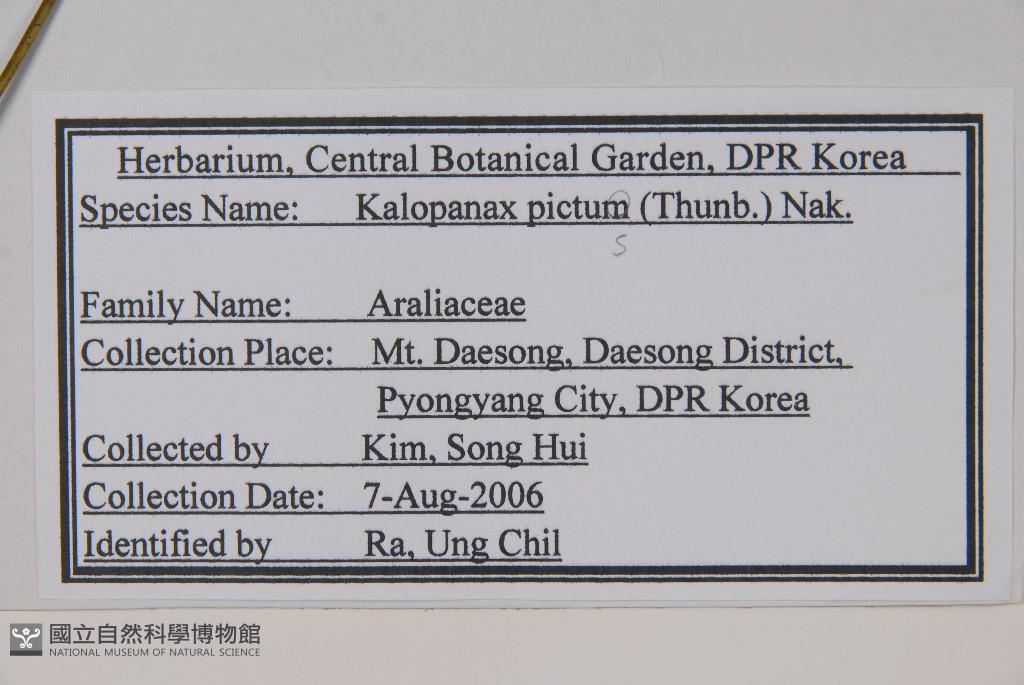 Herbarium, Central Botanical Garden, DPR Korea
Species Name: Kalopanax pictum (Thunb.) Nak.
s
Family Name: Araliaceae
Collection Place: Mt. Daesong, Daesong District,
Pyongyang City, DPR Korea
Collected by Kim, Song Hui
Collection Date: 7-Aug-2006
Identified by Ra, Ung Chil
國立自然科學博物館
NATIONAL MUSEUM OF NATURAL SCIENCE